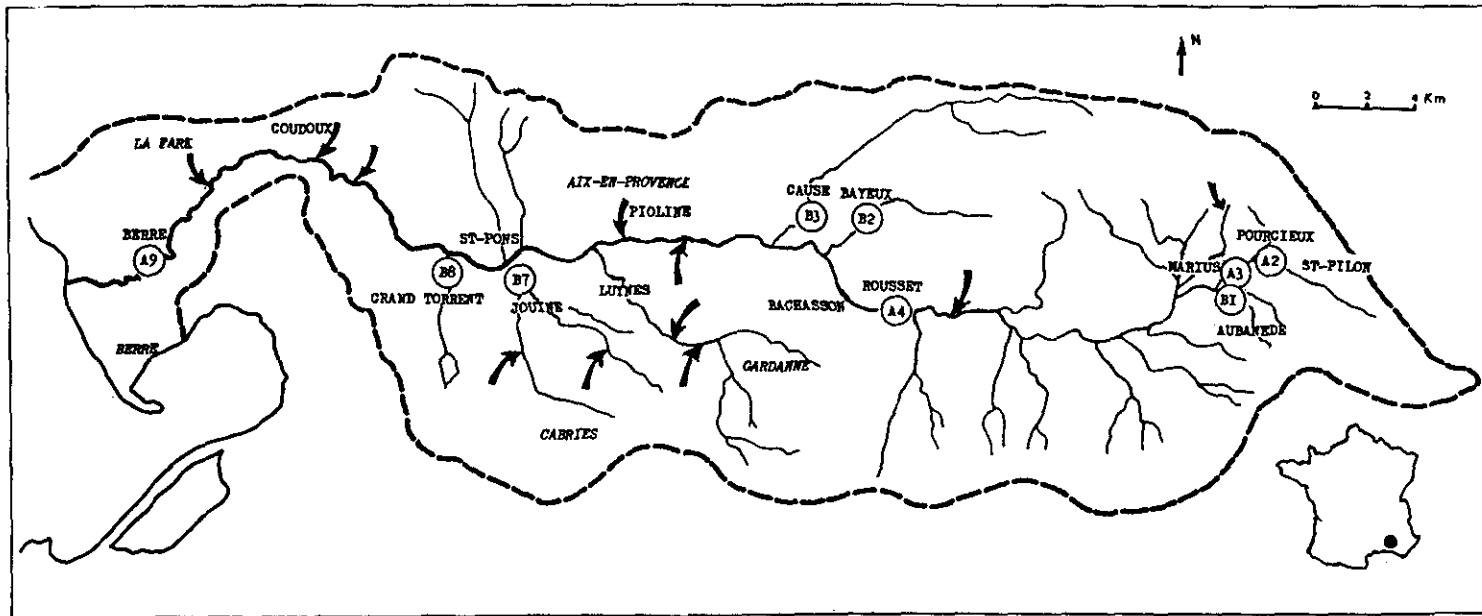 N
0 2 4 Km
COUDOUX
LA FARE
AIX-EN-PROVENCE
PIOLINE
CAUSE
BAYEUX
B3
B2
BERRE
A9
ST-PONS
POURCIEUX
MARIUS
A3
A2
ST-PILON
B8
B7
GRAND TORRENT
JOUINE
LUYNES
ROUSSET
BACHASSON
A4
B1
AUBANEDE
BERRE
GARDANNE
CABRIES